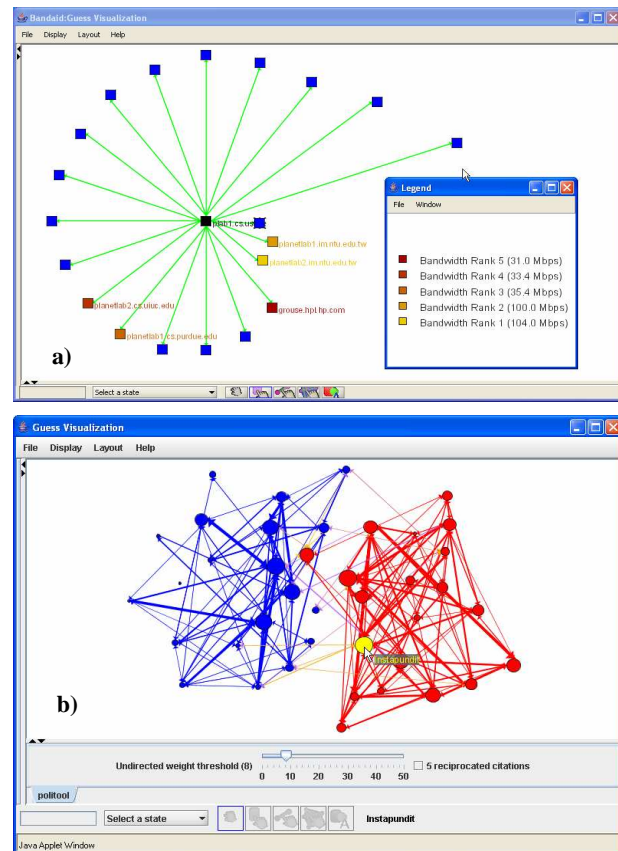 Bandaid:Guess Visualization
File Display Layout Help
Legend
File Window
plab1.cs.us
planetlab1.im.ntu.edu.tw
planetlab2.im.ntu.edu.tw
Bandwidth Rank 5 (31.0 Mbps)
Bandwidth Rank 4 (33.4 Mbps)
Bandwidth Rank 3 (35.4 Mbps)
Bandwidth Rank 2 (100.0 Mbps)
Bandwidth Rank 1 (104.0 Mbps)
planetlab2.cs.uiuc.edu
grouse.hpl.hp.com
planetlab1.cs.purdue.edu
a)
Select a state
Guess Visualization
File Display Layout Help
Instapundit
b)
Undirected weight threshold (8)
0 10 20 30 40 50
5 reciprocated citations
politool
Select a state
Instapundit
Java Applet Window